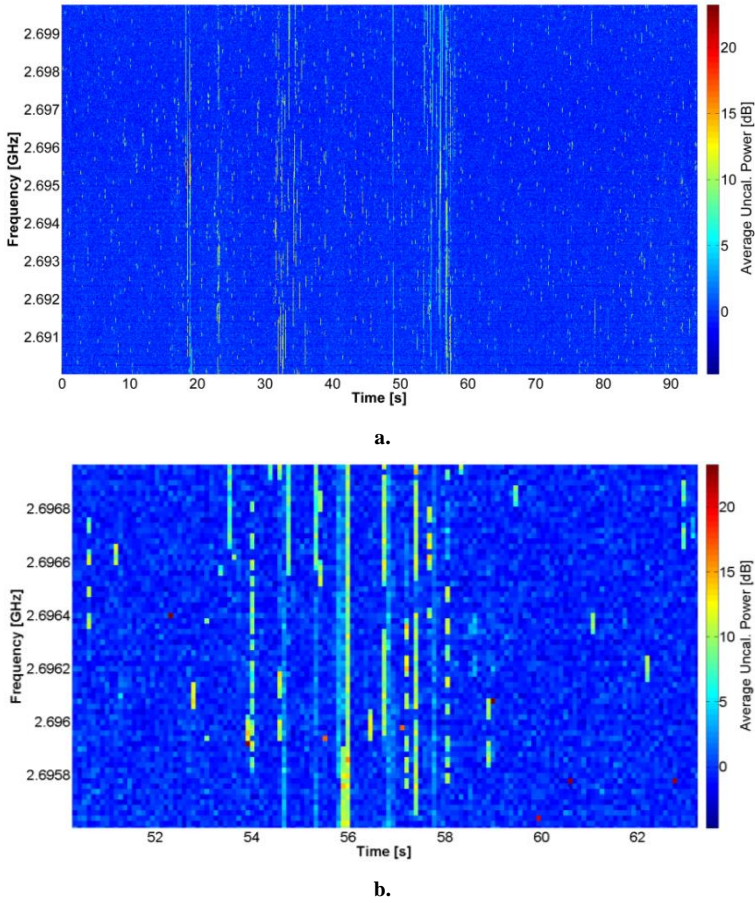 2.699
2.698
2.697
2.696
2.695
2.694
2.693
2.692
2.691
Frequency [GHz]
0 10 20 30 40 50 60 70 80 90
Time [s]
20
15
10
5
0
Average Uncal. Power [dB]
a.
2.6968
2.6966
2.6964
2.6962
2.696
2.6958
Frequency [GHz]
52 54 56 58 60 62
Time [s]
20
15
10
5
0
Average Uncal. Power [dB]
b.